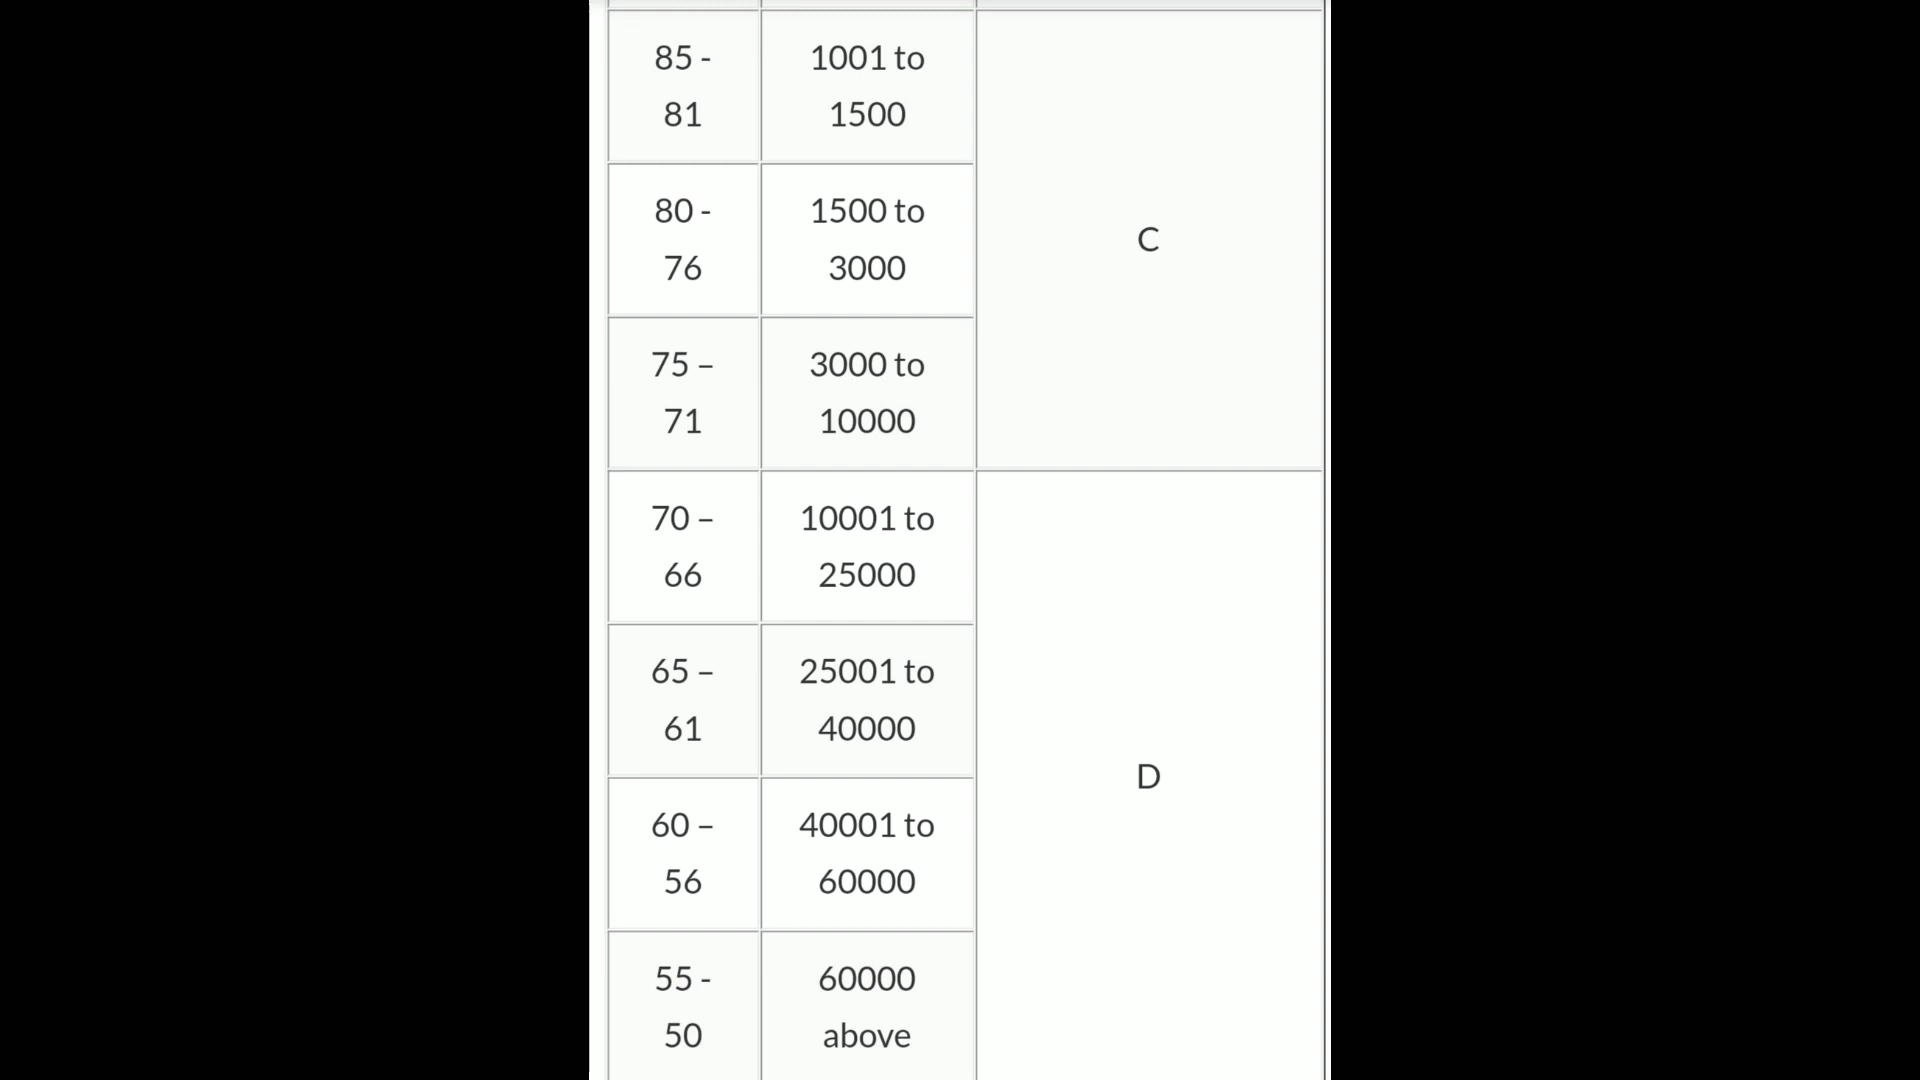 85 -
81
1001 to
1500
80 -
76
1500 to
3000
C
75 –
71
3000 to
10000
70 –
66
10001 to
25000
65 –
61
25001 to
40000
D
60 –
56
40001 to
60000
55 -
50
60000
above